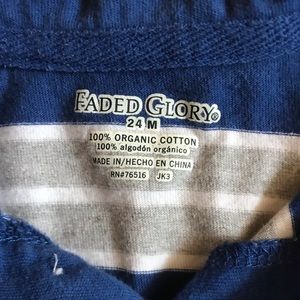 FADED GLORY®
24 M
100% ORGANIC COTTON
100% algodón orgánico
MADE IN/HECHO EN CHINA
RN#76516 JK3